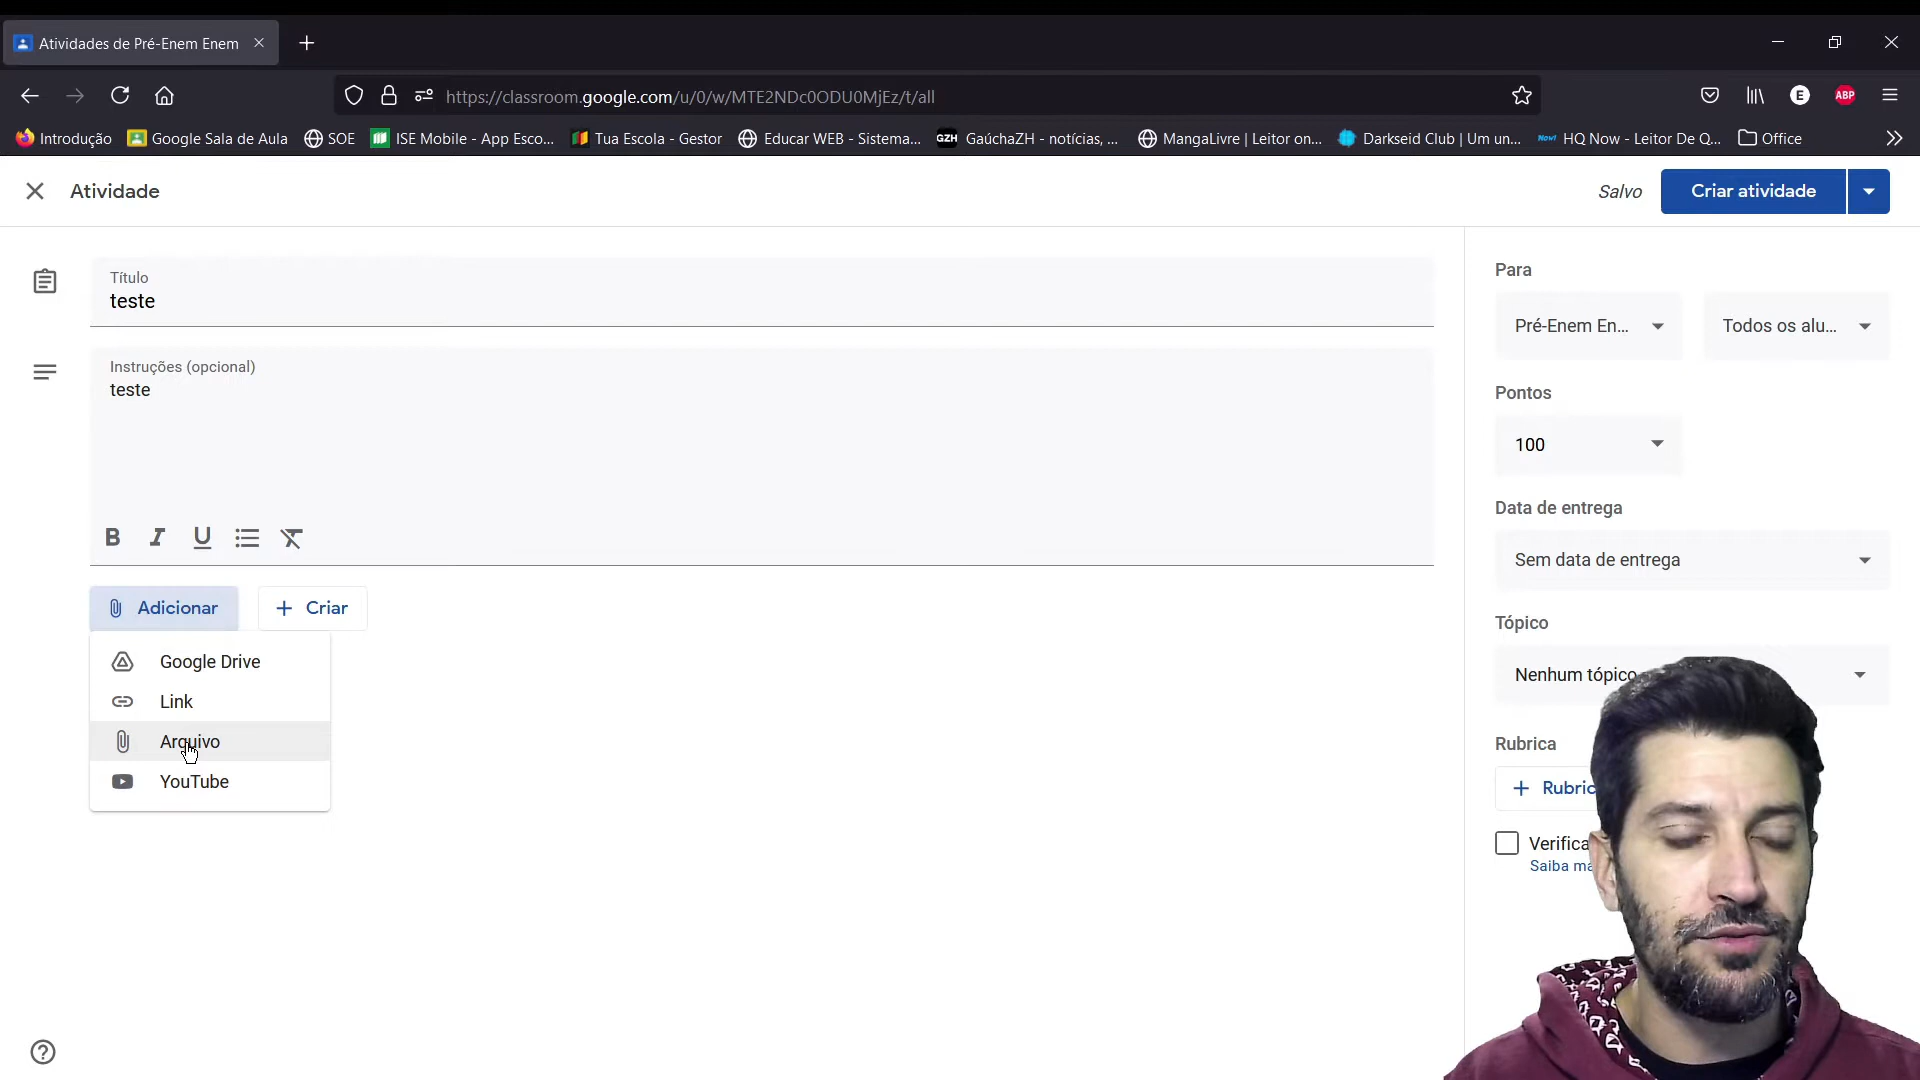 Atividades de Pré-Enem Enem
https://classroom.google.com/u/0/w/MTE2NDc0ODU0MjEz/t/all
E
ABP
Introdução
Google Sala de Aula
SOE
ISE Mobile - App Esco...
Tua Escola - Gestor
Educar WEB - Sistema...
GZH GaúchaZH - notícias, ...
MangaLivre | Leitor on...
Darkseid Club | Um un...
Now! HQ Now - Leitor De Q...
Office
Atividade
Salvo
Criar atividade
Título
teste
Instruções (opcional)
teste
B I U
Adicionar
Criar
Google Drive
Link
Arquivo
YouTube
Para
Pré-Enem En...
Todos os alu...
Pontos
100
Data de entrega
Sem data de entrega
Tópico
Nenhum tópico
Rubrica
+ Rubric
Verifica
Saiba ma